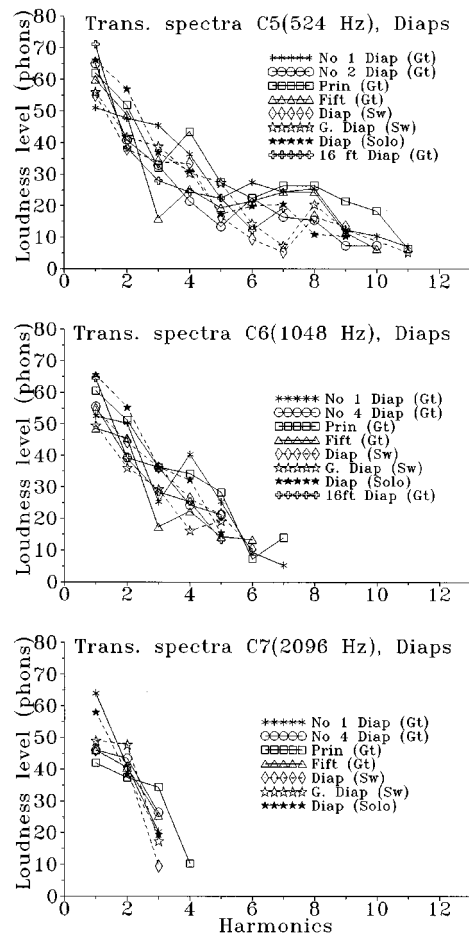 Trans. spectra C5(524 Hz), Diaps
Loudness level (phons)
80
70
60
50
40
30
20
10
0
No 1 Diap (Gt)
No 2 Diap (Gt)
Prin (Gt)
Fift (Gt)
Diap (Sw)
G. Diap (Sw)
Diap (Solo)
16 ft Diap (Gt)
0 2 4 6 8 10 12
Trans. spectra C6(1048 Hz), Diaps
Loudness level (phons)
80
70
60
50
40
30
20
10
0
No 1 Diap (Gt)
No 4 Diap (Gt)
Prin (Gt)
Fift (Gt)
Diap (Sw)
G. Diap (Sw)
Diap (Solo)
16ft Diap (Gt)
0 2 4 6 8 10 12
Trans. spectra C7(2096 Hz), Diaps
Loudness level (phons)
80
70
60
50
40
30
20
10
0
No 1 Diap (Gt)
No 4 Diap (Gt)
Prin (Gt)
Fift (Gt)
Diap (Sw)
G. Diap (Sw)
Diap (Solo)
0 2 4 6 8 10 12
Harmonics